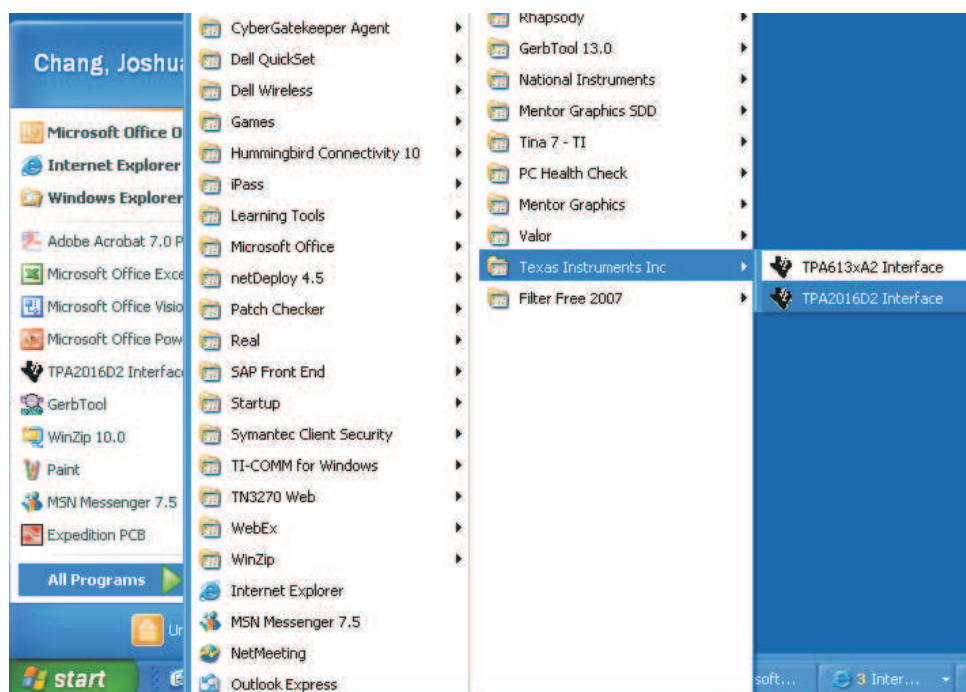 Chang, Joshua
Microsoft Office O
Internet Explorer
Windows Explorer
Adobe Acrobat 7.0 P
Microsoft Office Exce
Microsoft Office Visio
Microsoft Office Pow
TPA2016D2 Interfac
GerbTool
WinZip 10.0
Paint
MSN Messenger 7.5
Expedition PCB
All Programs
Un
start
CyberGatekeeper Agent
Dell QuickSet
Dell Wireless
Games
Hummingbird Connectivity 10
iPass
Learning Tools
Microsoft Office
netDeploy 4.5
Patch Checker
Real
SAP Front End
Startup
Symantec Client Security
TI-COMM for Windows
TN3270 Web
WebEx
WinZip
Internet Explorer
MSN Messenger 7.5
NetMeeting
Outlook Express
Rhapsody
GerbTool 13.0
National Instruments
Mentor Graphics SDD
Tina 7 - TI
PC Health Check
Mentor Graphics
Valor
Texas Instruments Inc
Filter Free 2007
TPA613xA2 Interface
TPA2016D2 Interface
soft...
3 Inter...